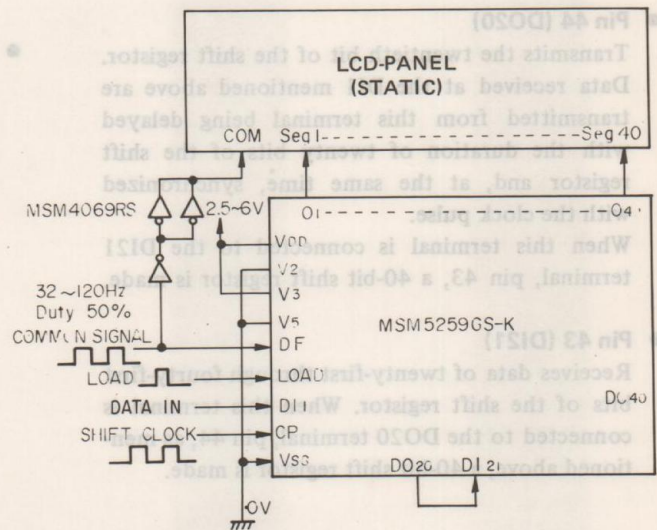 Pin 44 (DO20)
Transmits the twentieth bit of the shift register.
Data received at mentioned above are
transmitted from this terminal being delayed
with the duration of twenty bits of the shift
register and, at the same time, synchronized
with the clock pulse.
When this terminal is connected to the DI21
terminal, pin 43, a 40-bit shift register is made.
Pin 43 (DI21)
Receives data of twenty-first through fourty-first
bits of the shift register. When this terminal is
connected to the DO20 terminal, pin 44,
tioned above, 40-bit shift register is made.
LCD-PANEL
(STATIC)
COM Seg 1 Seg 40
MSM4069RS
2.5~6V
O1 O4
VDD
V2
V3
V5
DF
LOAD
DI1
CP
VSS
MSM5259GS-K
DO40
DO20 DI21
32~120Hz
Duty 50%
COMMON SIGNAL
LOAD
DATA IN
SHIFT CLOCK
0V